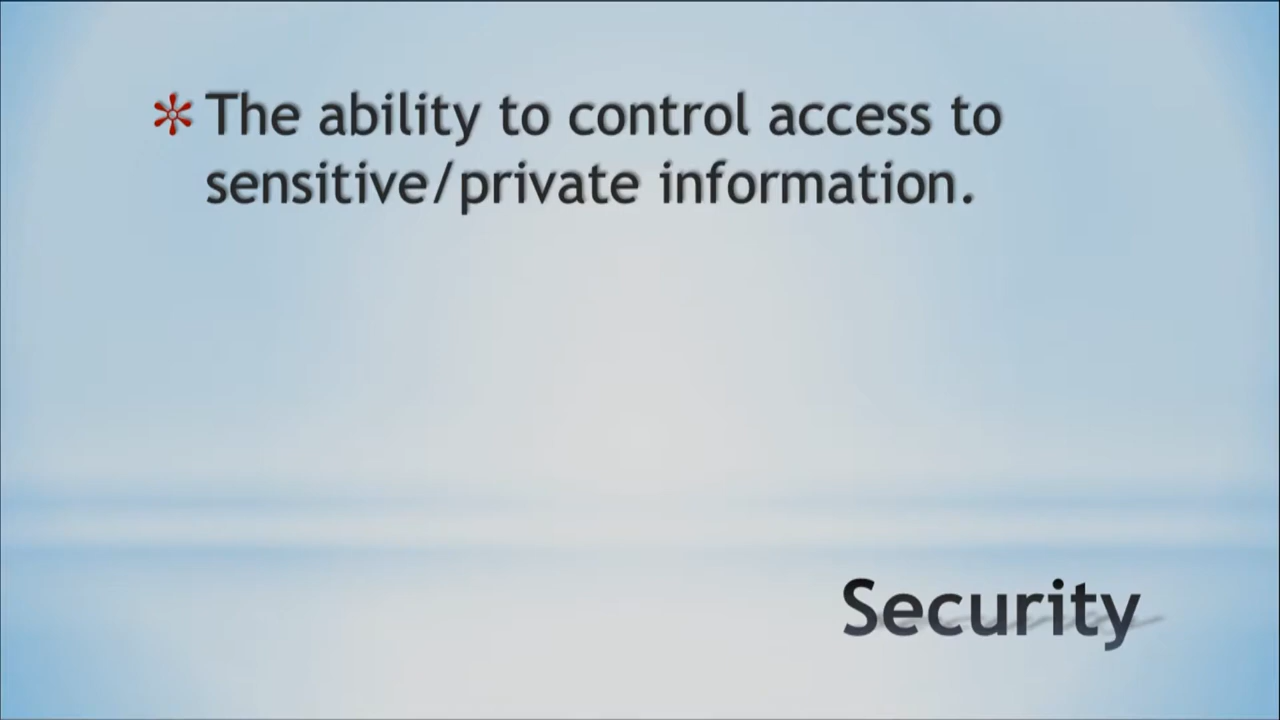 * The ability to control access to
sensitive/private information.
Security